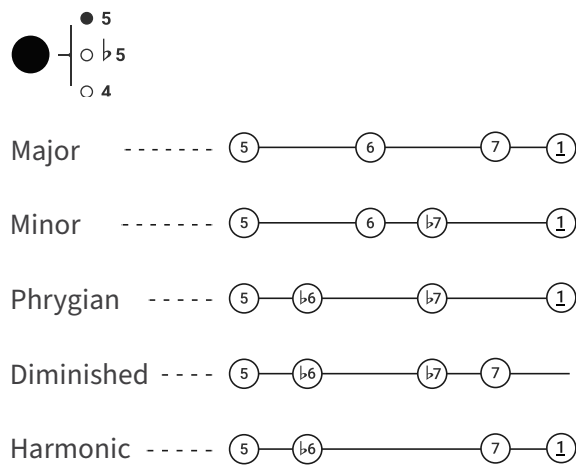 5
♭5
4
Major ------- 5 6 7 1
Minor ------- 5 6 ♭7 1
Phrygian ----- 5 ♭6 ♭7 1
Diminished ---- 5 ♭6 ♭7 7
Harmonic ----- 5 ♭6 7 1